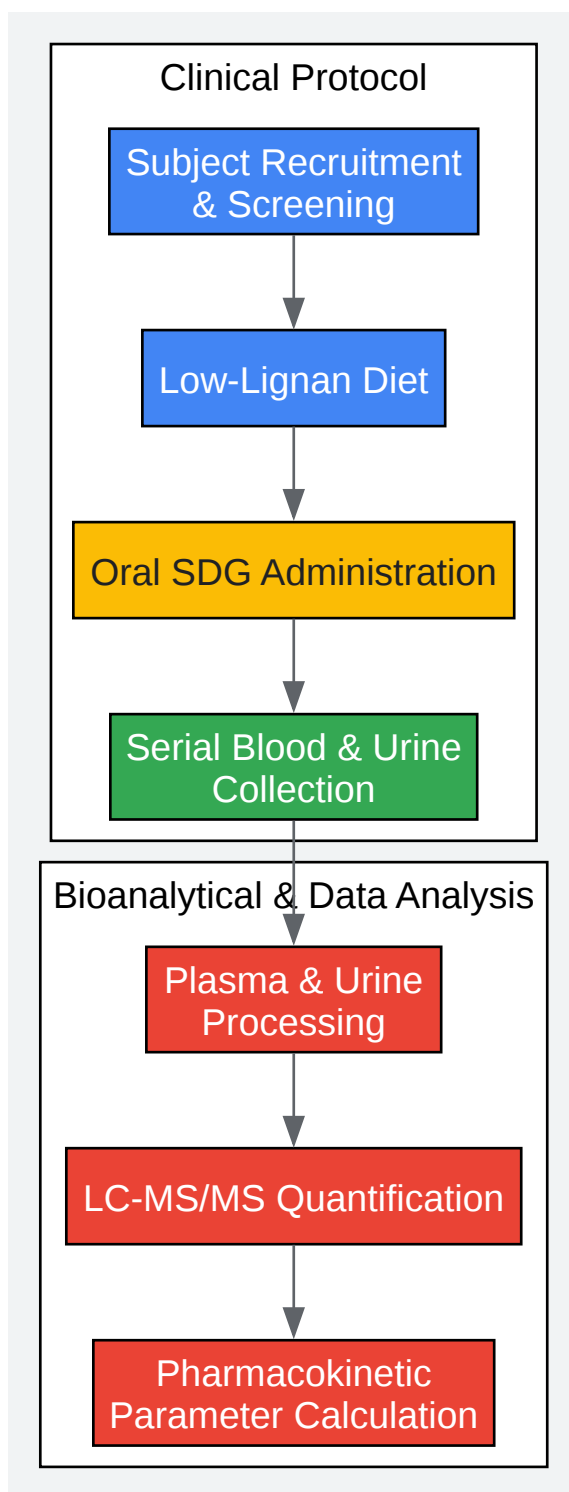 Clinical Protocol
Subject Recruitment
& Screening
Low-Lignan Diet
Oral SDG Administration
Serial Blood & Urine
Collection
Bioanalytical & Data Analysis
Plasma & Urine
Processing
LC-MS/MS Quantification
Pharmacokinetic
Parameter Calculation